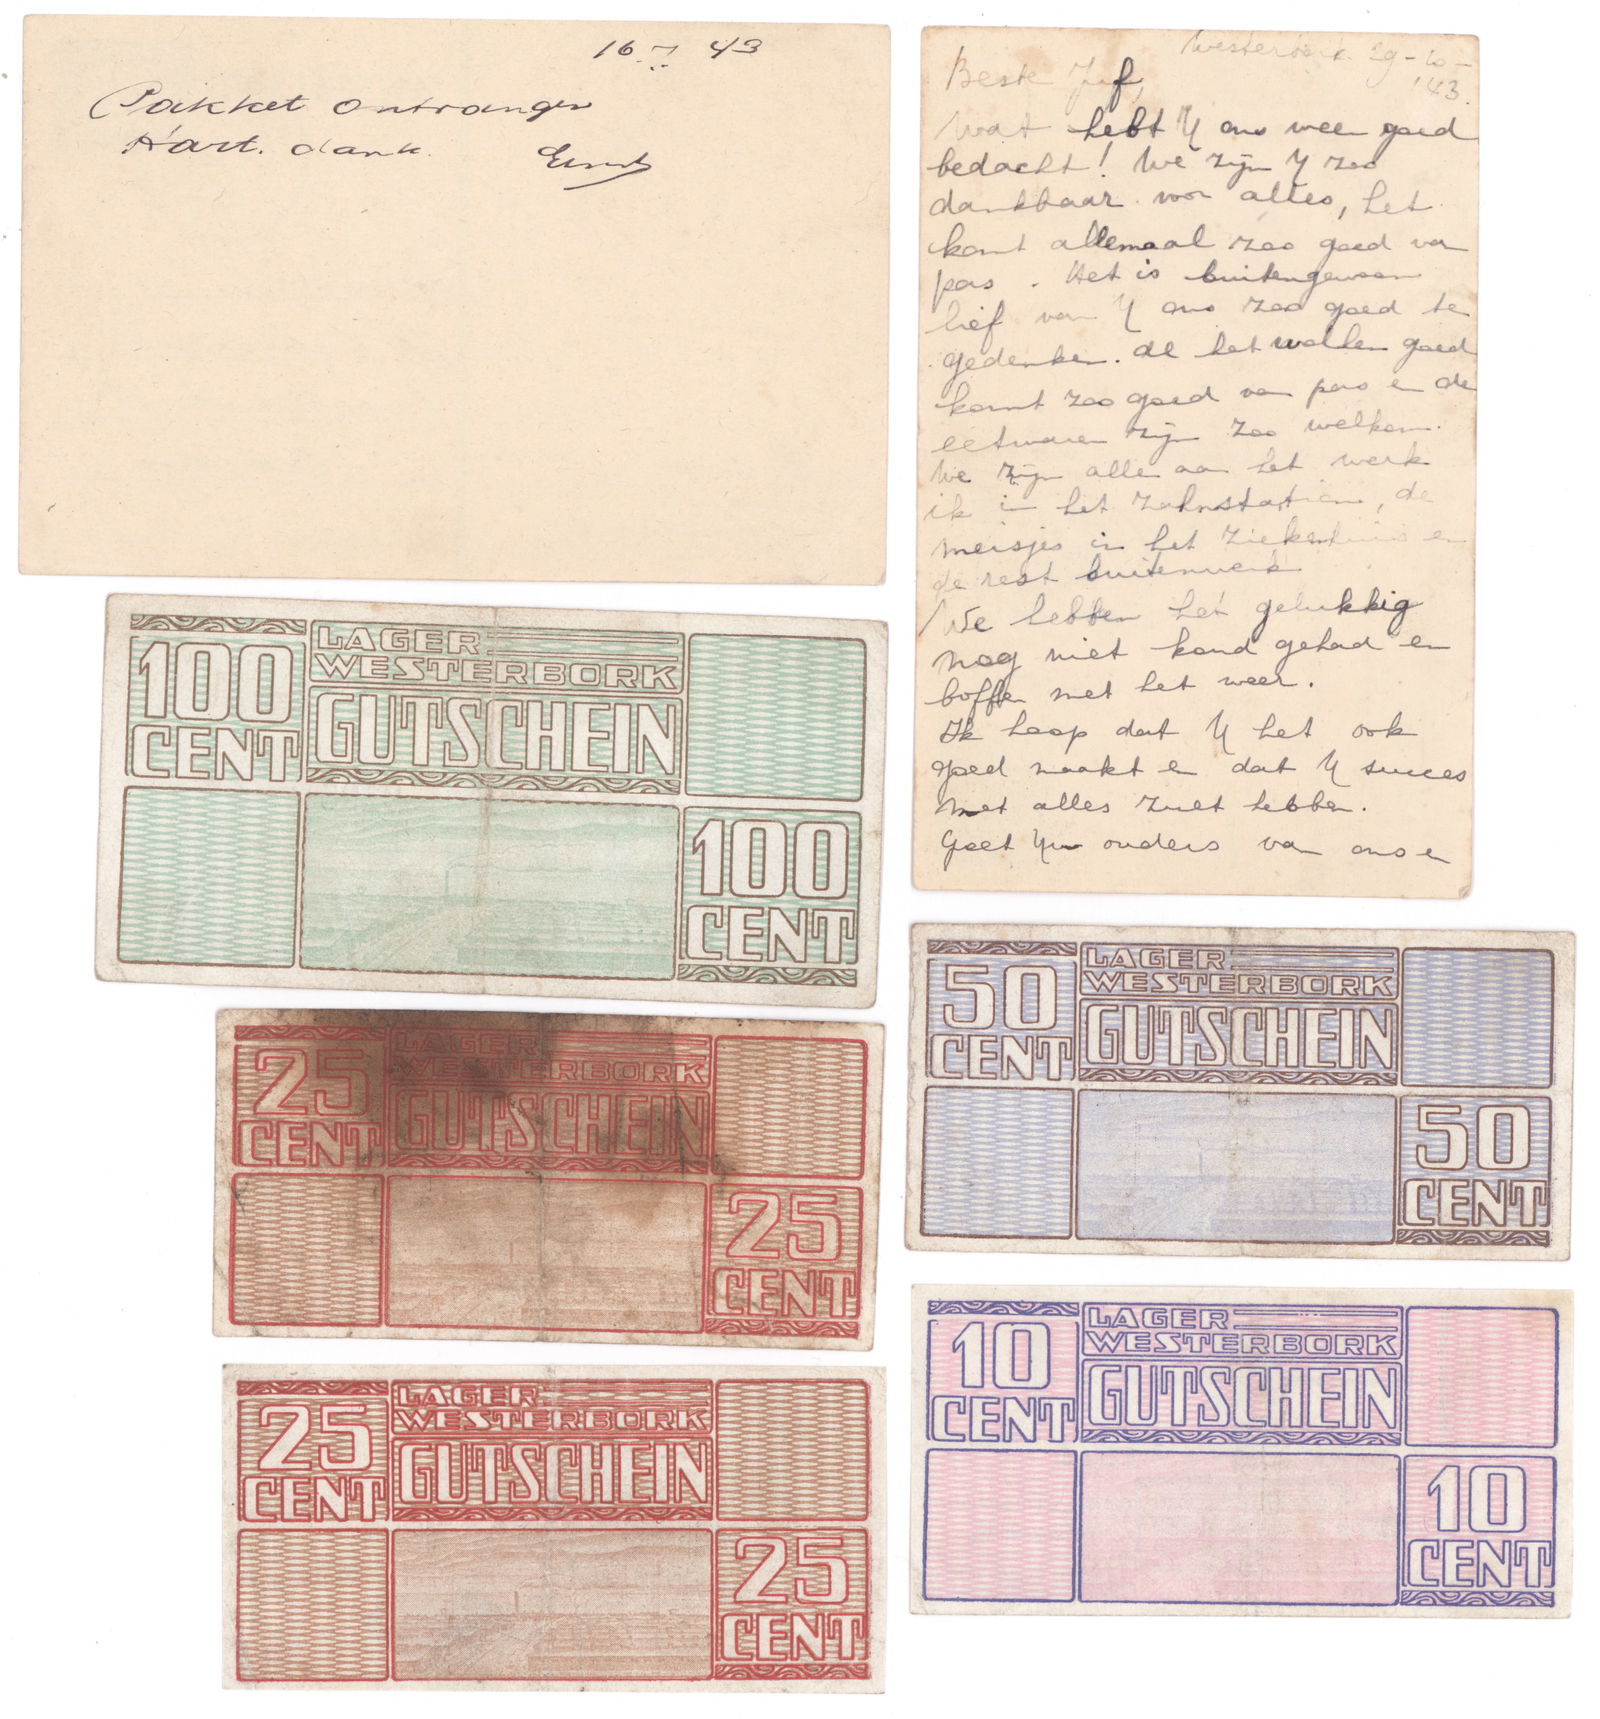 16 7 43
Pakket ontvangen
Hart. dank. Ernst
Westerbork 29-10-
'43.
Beste Juf,
Wat hebt U ons weer goed
bedacht! We zijn U zoo
dankbaar voor alles, het
komt allemaal zoo goed van
pas. Het is buitengewoon
lief van U ons zoo goed te
gedenken. Al het wollen goed
komt zoo goed van pas en de
eetwaren zijn zoo welkom.
We zijn alle aan het werk
ik in het Zahnstation, de
meisjes in het ziekenhuis en
de rest buitenwerk
We hebben het gelukkig
nog niet koud gehad en
boffen met het weer.
Ik hoop dat U het ook
goed maakt en dat U succes
met alles zult hebben.
Groet Uw ouders van ons en
100
CENT
LAGER
WESTERBORK
GUTSCHEIN
100
CENT
50
CENT
LAGER
WESTERBORK
GUTSCHEIN
50
CENT
25
CENT
LAGER
WESTERBORK
GUTSCHEIN
25
CENT
10
CENT
LAGER
WESTERBORK
GUTSCHEIN
10
CENT
25
CENT
LAGER
WESTERBORK
GUTSCHEIN
25
CENT